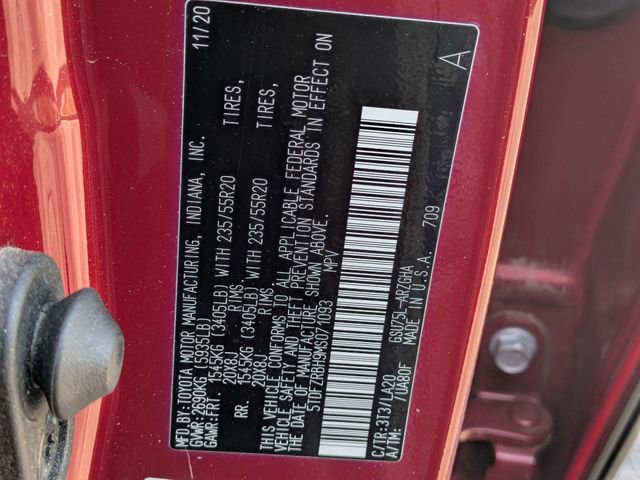 MFD.BY:TOYOTA MOTOR MANUFACTURING, INDIANA, INC. 11/20
GVWR:2690KG (5935LB)
GAWR:FRT. 1545KG (3405LB) WITH 235/55R20 TIRES,
20X8J RIMS.
RR. 1545KG (3405LB) WITH 235/55R20 TIRES,
20X8J RIMS.
THIS VEHICLE CONFORMS TO ALL APPLICABLE FEDERAL MOTOR
VEHICLE SAFETY AND THEFT PREVENTION STANDARDS IN EFFECT ON
THE DATE OF MANUFACTURE SHOWN ABOVE.
5TDFZRBH9MS071093 MPV
C/TR:3T3/LA20 GSU75L-ARZGHA 709 A
A/TM: /UA80F MADE IN U.S.A.